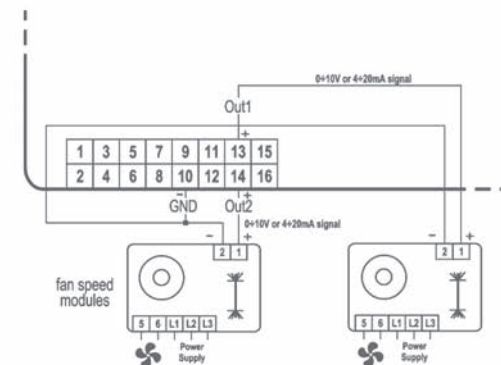 0÷10V or 4÷20mA signal
Out1
+
1 3 5 7 9 11 13 15
2 4 6 8 10 12 14 16
− +
GND Out2
0÷10V or 4÷20mA signal
− + − +
2 1 2 1
fan speed
modules
5 6 L1 L2 L3 5 6 L1 L2 L3
Power Power
Supply Supply